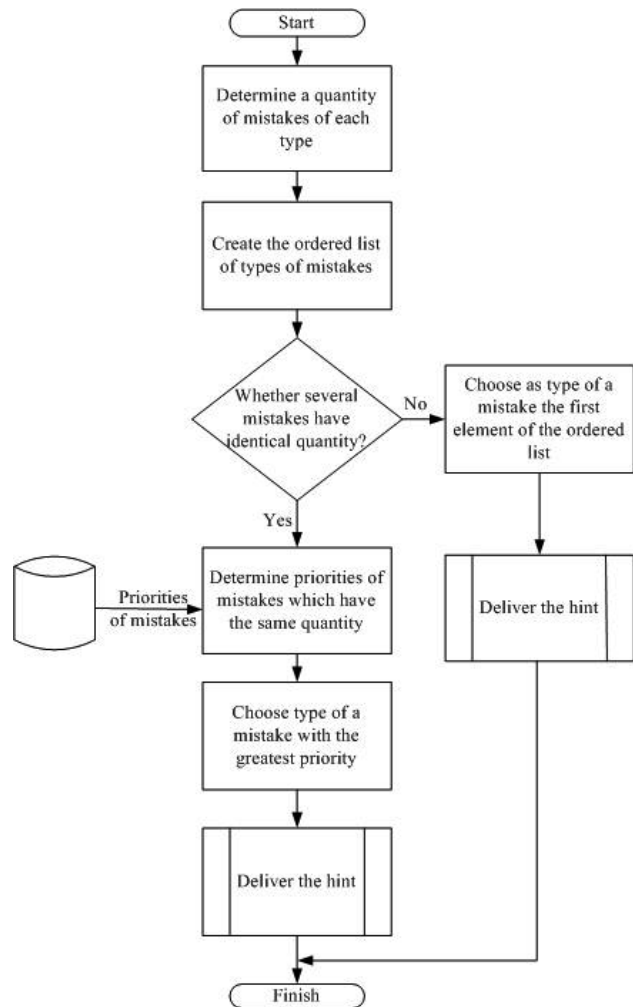 Start
Determine a quantity
of mistakes of each
type
Create the ordered list
of types of mistakes
Whether several
mistakes have
identical quantity?
No
Choose as type of a
mistake the first
element of the ordered
list
Yes
Deliver the hint
Priorities
of mistakes
Determine priorities of
mistakes which have
the same quantity
Choose type of a
mistake with the
greatest priority
Deliver the hint
Finish